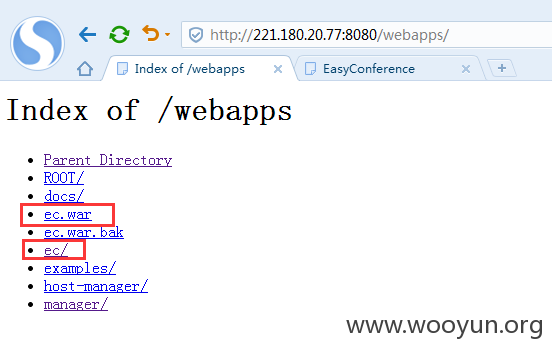 http://221.180.20.77:8080/webapps/
Index of /webapps
EasyConference
Index of /webapps
Parent Directory
ROOT/
docs/
ec.war
ec.war.bak
ec/
examples/
host-manager/
manager/
www.wooyun.org